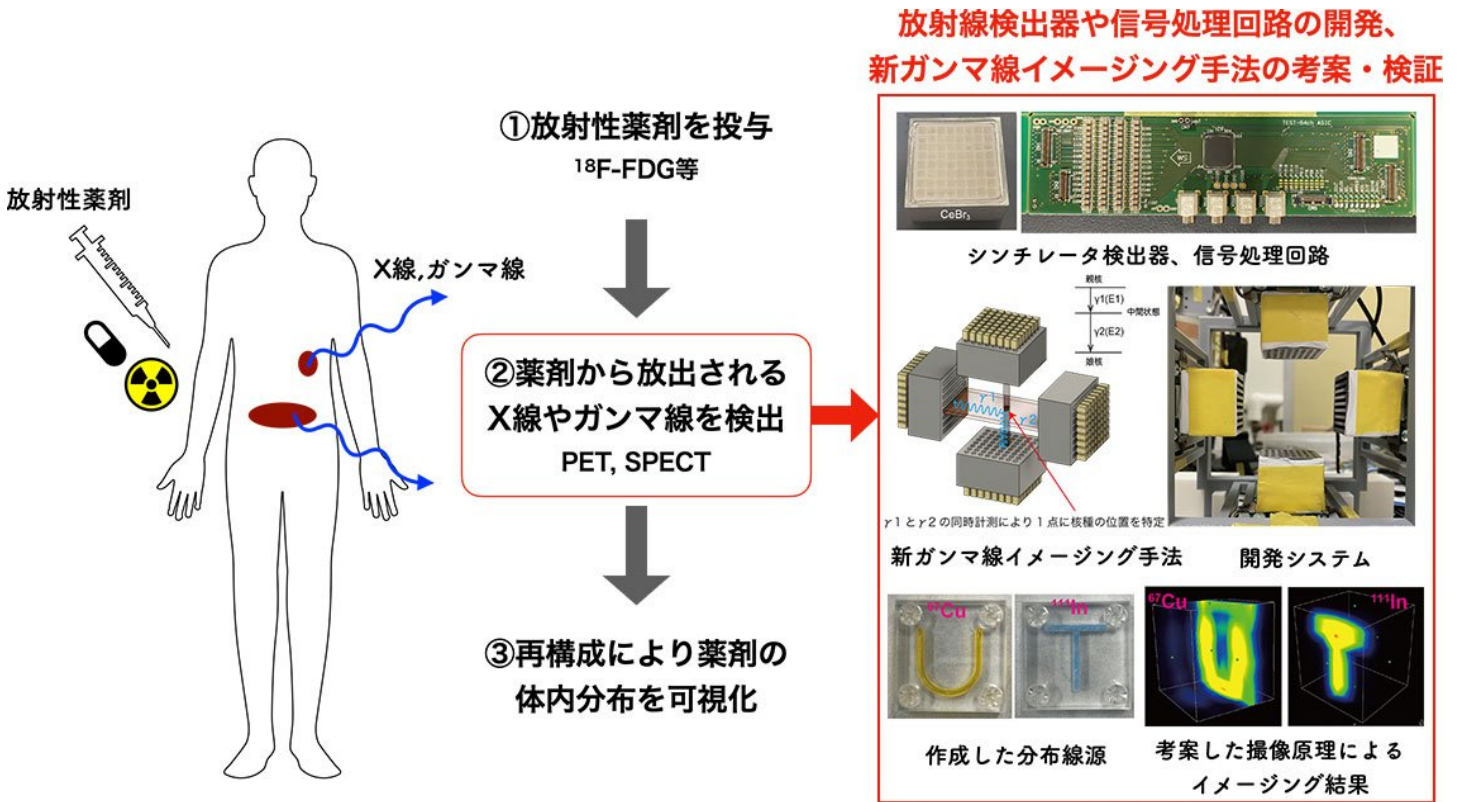 放射線検出器や信号処理回路の開発、
新ガンマ線イメージング手法の考案・検証
放射性薬剤
X線,ガンマ線
①放射性薬剤を投与
¹⁸F-FDG等
②薬剤から放出される
X線やガンマ線を検出
PET, SPECT
③再構成により薬剤の
体内分布を可視化
CeBr₃
TEST-64ch ASIC
シンチレータ検出器、信号処理回路
親核
γ1(E1)
中間状態
γ2(E2)
娘核
γ1
γ2
γ1とγ2の同時計測により1点に核種の位置を特定
新ガンマ線イメージング手法
開発システム
⁶⁷Cu
¹¹¹In
⁶⁷Cu
¹¹¹In
作成した分布線源
考案した撮像原理による
イメージング結果